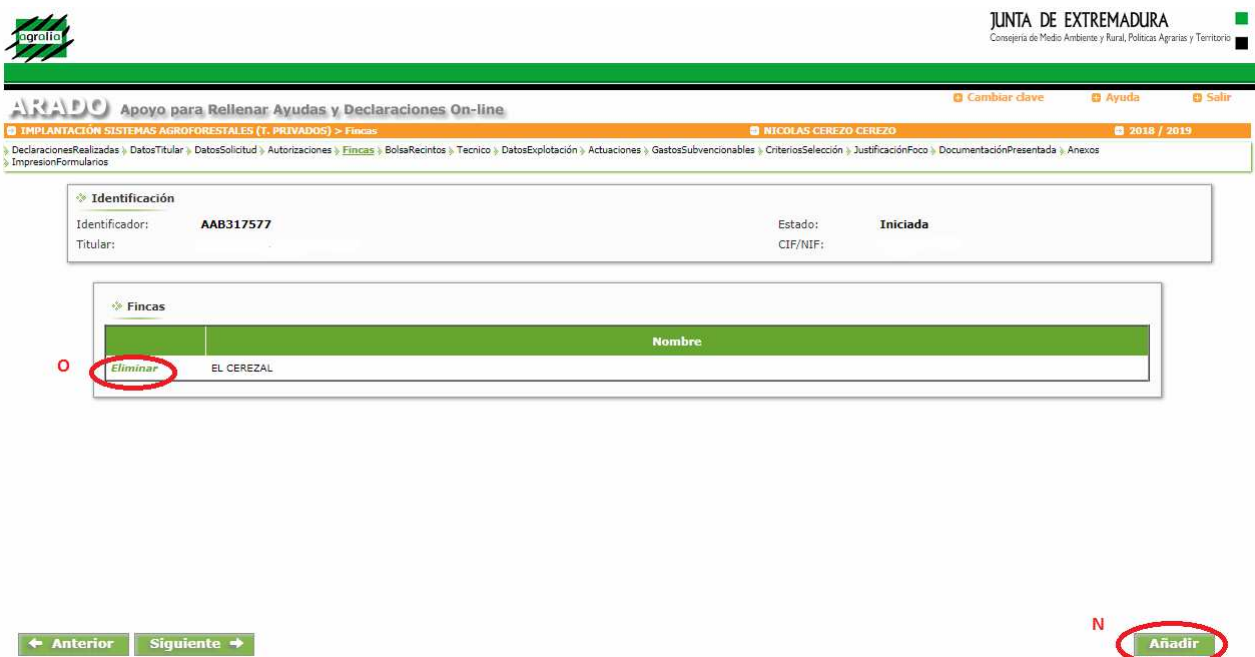 agralia
JUNTA DE EXTREMADURA
Consejería de Medio Ambiente y Rural, Políticas Agrarias y Territorio
ARADO Apoyo para Rellenar Ayudas y Declaraciones On-line
Cambiar clave Ayuda Salir
IMPLANTACIÓN SISTEMAS AGROFORESTALES (T. PRIVADOS) > Fincas NICOLAS CEREZO CEREZO 2018 / 2019
DeclaracionesRealizadas DatosTitular DatosSolicitud Autorizaciones Fincas BolsaRecintos Tecnico DatosExplotación Actuaciones GastosSubvencionables CriteriosSelección JustificaciónFoco DocumentaciónPresentada Anexos
ImpresionFormularios
Identificación
Identificador: AAB317577 Estado: Iniciada
Titular: CIF/NIF:
Fincas
Nombre
O Eliminar EL CEREZAL
N
Anterior Siguiente Añadir